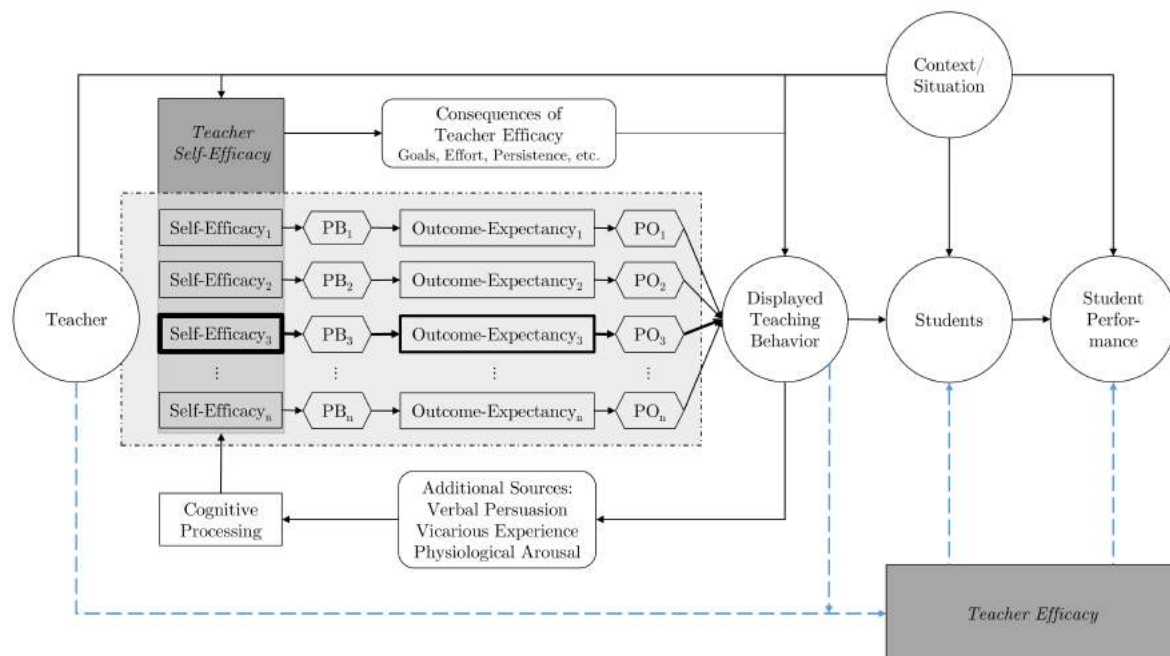 Context/
Situation
Teacher
Self-Efficacy
Consequences of
Teacher Efficacy
Goals, Effort, Persistence, etc.
Self-Efficacy₁ PB₁ Outcome-Expectancy₁ PO₁
Self-Efficacy₂ PB₂ Outcome-Expectancy₂ PO₂
Teacher
Self-Efficacy₃ PB₃ Outcome-Expectancy₃ PO₃
Displayed
Teaching
Behavior
Students
Student
Perfor-
mance
⋮ ⋮ ⋮ ⋮
Self-Efficacyₙ PBₙ Outcome-Expectancyₙ POₙ
Cognitive
Processing
Additional Sources:
Verbal Persuasion
Vicarious Experience
Physiological Arousal
Teacher Efficacy